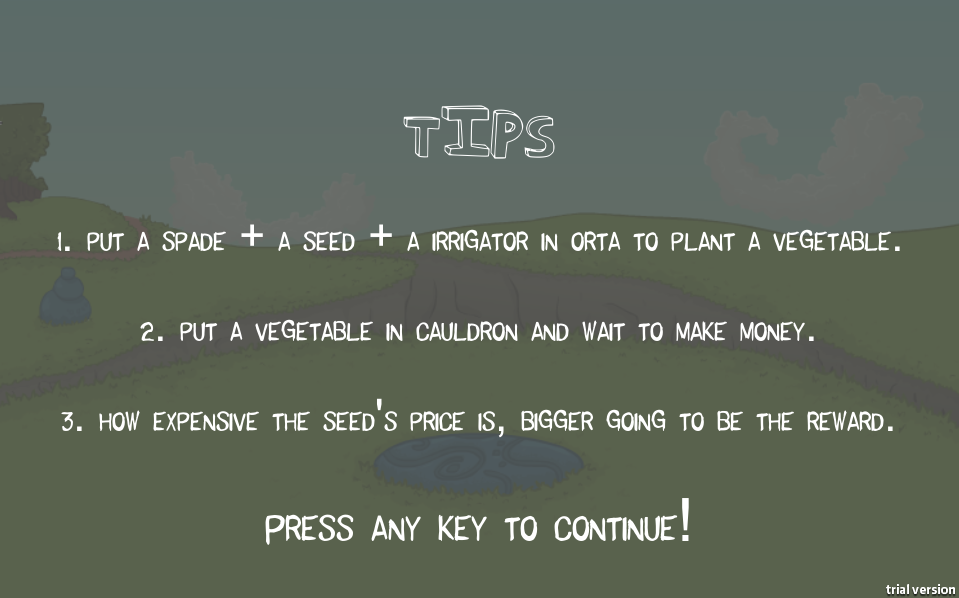 TIPS
1. PUT A SPADE + A SEED + A IRRIGATOR IN ORTA TO PLANT A VEGETABLE.
2. PUT A VEGETABLE IN CAULDRON AND WAIT TO MAKE MONEY.
3. HOW EXPENSIVE THE SEED'S PRICE IS, BIGGER GOING TO BE THE REWARD.
PRESS ANY KEY TO CONTINUE!
trial version